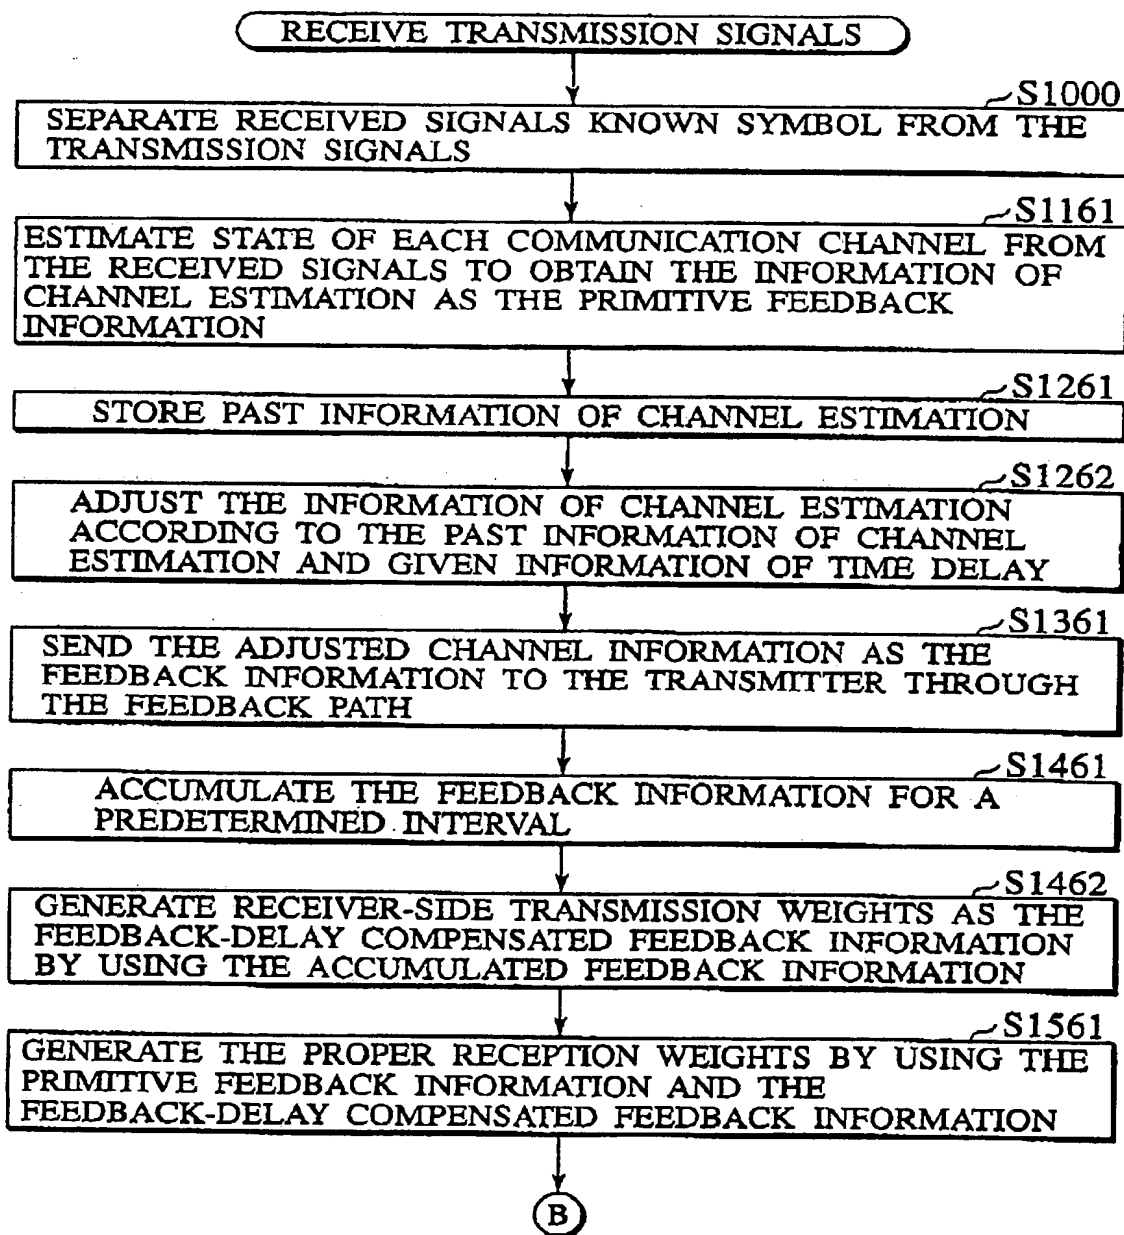 RECEIVE TRANSMISSION SIGNALS
S1000
SEPARATE RECEIVED SIGNALS KNOWN SYMBOL FROM THE
TRANSMISSION SIGNALS
S1161
ESTIMATE STATE OF EACH COMMUNICATION CHANNEL FROM
THE RECEIVED SIGNALS TO OBTAIN THE INFORMATION OF
CHANNEL ESTIMATION AS THE PRIMITIVE FEEDBACK
INFORMATION
S1261
STORE PAST INFORMATION OF CHANNEL ESTIMATION
S1262
ADJUST THE INFORMATION OF CHANNEL ESTIMATION
ACCORDING TO THE PAST INFORMATION OF CHANNEL
ESTIMATION AND GIVEN INFORMATION OF TIME DELAY
S1361
SEND THE ADJUSTED CHANNEL INFORMATION AS THE
FEEDBACK INFORMATION TO THE TRANSMITTER THROUGH
THE FEEDBACK PATH
S1461
ACCUMULATE THE FEEDBACK INFORMATION FOR A
PREDETERMINED INTERVAL
S1462
GENERATE RECEIVER-SIDE TRANSMISSION WEIGHTS AS THE
FEEDBACK-DELAY COMPENSATED FEEDBACK INFORMATION
BY USING THE ACCUMULATED FEEDBACK INFORMATION
S1561
GENERATE THE PROPER RECEPTION WEIGHTS BY USING THE
PRIMITIVE FEEDBACK INFORMATION AND THE
FEEDBACK-DELAY COMPENSATED FEEDBACK INFORMATION
B